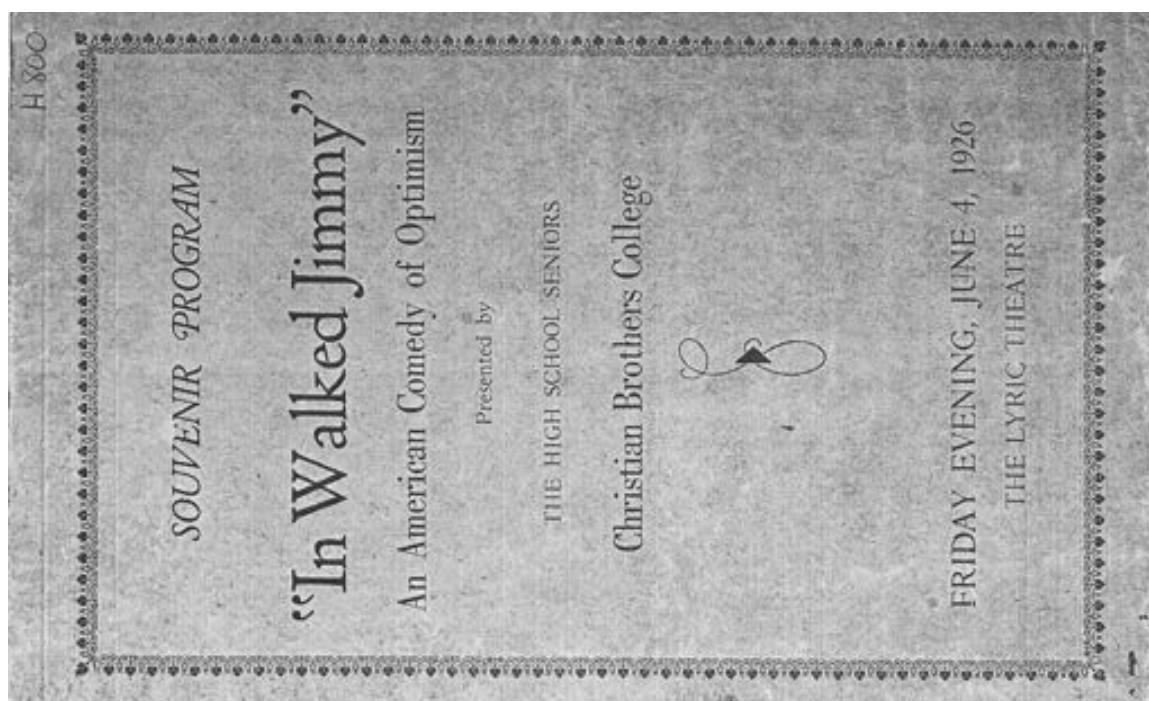 H 800
SOUVENIR PROGRAM
“In Walked Jimmy”
An American Comedy of Optimism
Presented by
THE HIGH SCHOOL SENIORS
Christian Brothers College
FRIDAY EVENING, JUNE 4, 1926
THE LYRIC THEATRE